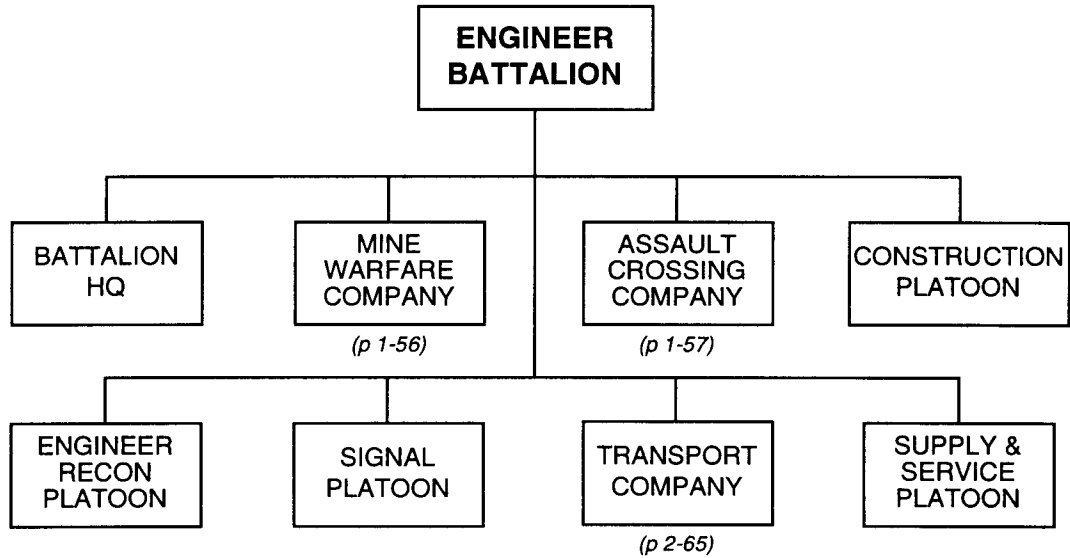 ENGINEER
BATTALION
BATTALION
HQ
MINE
WARFARE
COMPANY
(p 1-56)
ASSAULT
CROSSING
COMPANY
(p 1-57)
CONSTRUCTION
PLATOON
ENGINEER
RECON
PLATOON
SIGNAL
PLATOON
TRANSPORT
COMPANY
(p 2-65)
SUPPLY &
SERVICE
PLATOON